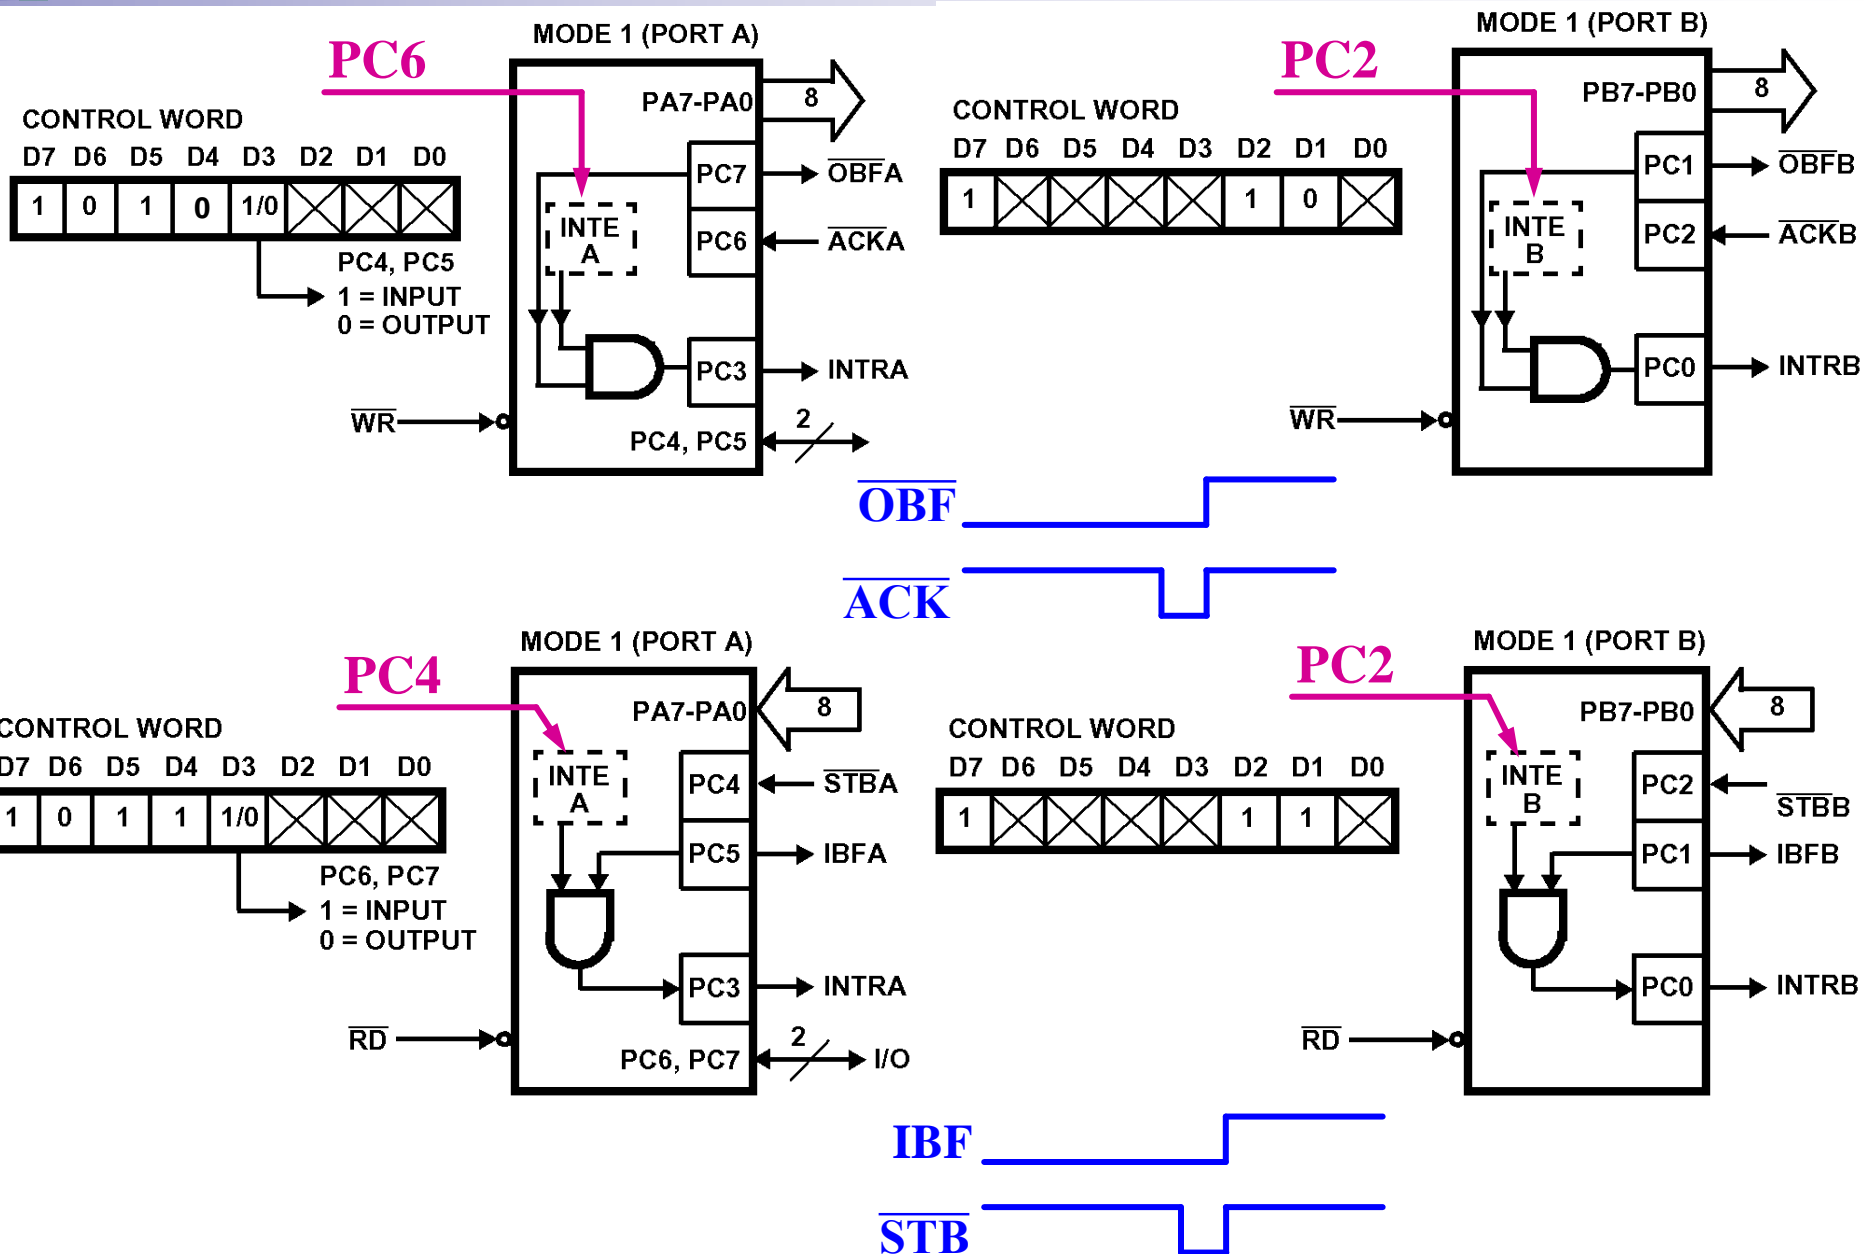 MODE 1 (PORT A)
PC6
CONTROL WORD
D7 D6 D5 D4 D3 D2 D1 D0
1 0 1 0 1/0
PC4, PC5
1 = INPUT
0 = OUTPUT
PA7-PA0
8
PC7
OBFA
INTE
A
PC6
ACKA
PC3
INTRA
WR
PC4, PC5
2
MODE 1 (PORT B)
PC2
CONTROL WORD
D7 D6 D5 D4 D3 D2 D1 D0
1 1 0
PB7-PB0
8
PC1
OBFB
INTE
B
PC2
ACKB
PC0
INTRB
WR
OBF
ACK
MODE 1 (PORT A)
PC4
CONTROL WORD
D7 D6 D5 D4 D3 D2 D1 D0
1 0 1 1 1/0
PC6, PC7
1 = INPUT
0 = OUTPUT
PA7-PA0
8
INTE
A
PC4
STBA
PC5
IBFA
PC3
INTRA
RD
PC6, PC7
2
I/O
MODE 1 (PORT B)
PC2
CONTROL WORD
D7 D6 D5 D4 D3 D2 D1 D0
1 1 1
PB7-PB0
8
INTE
B
PC2
STBB
PC1
IBFB
PC0
INTRB
RD
IBF
STB